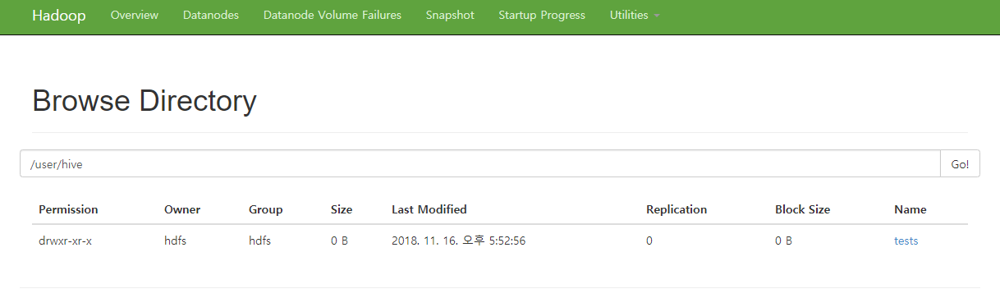 Hadoop Overview Datanodes Datanode Volume Failures Snapshot Startup Progress Utilities
Browse Directory
/user/hive Go!
Permission Owner Group Size Last Modified Replication Block Size Name
drwxr-xr-x hdfs hdfs 0 B 2018. 11. 16. 오후 5:52:56 0 0 B tests